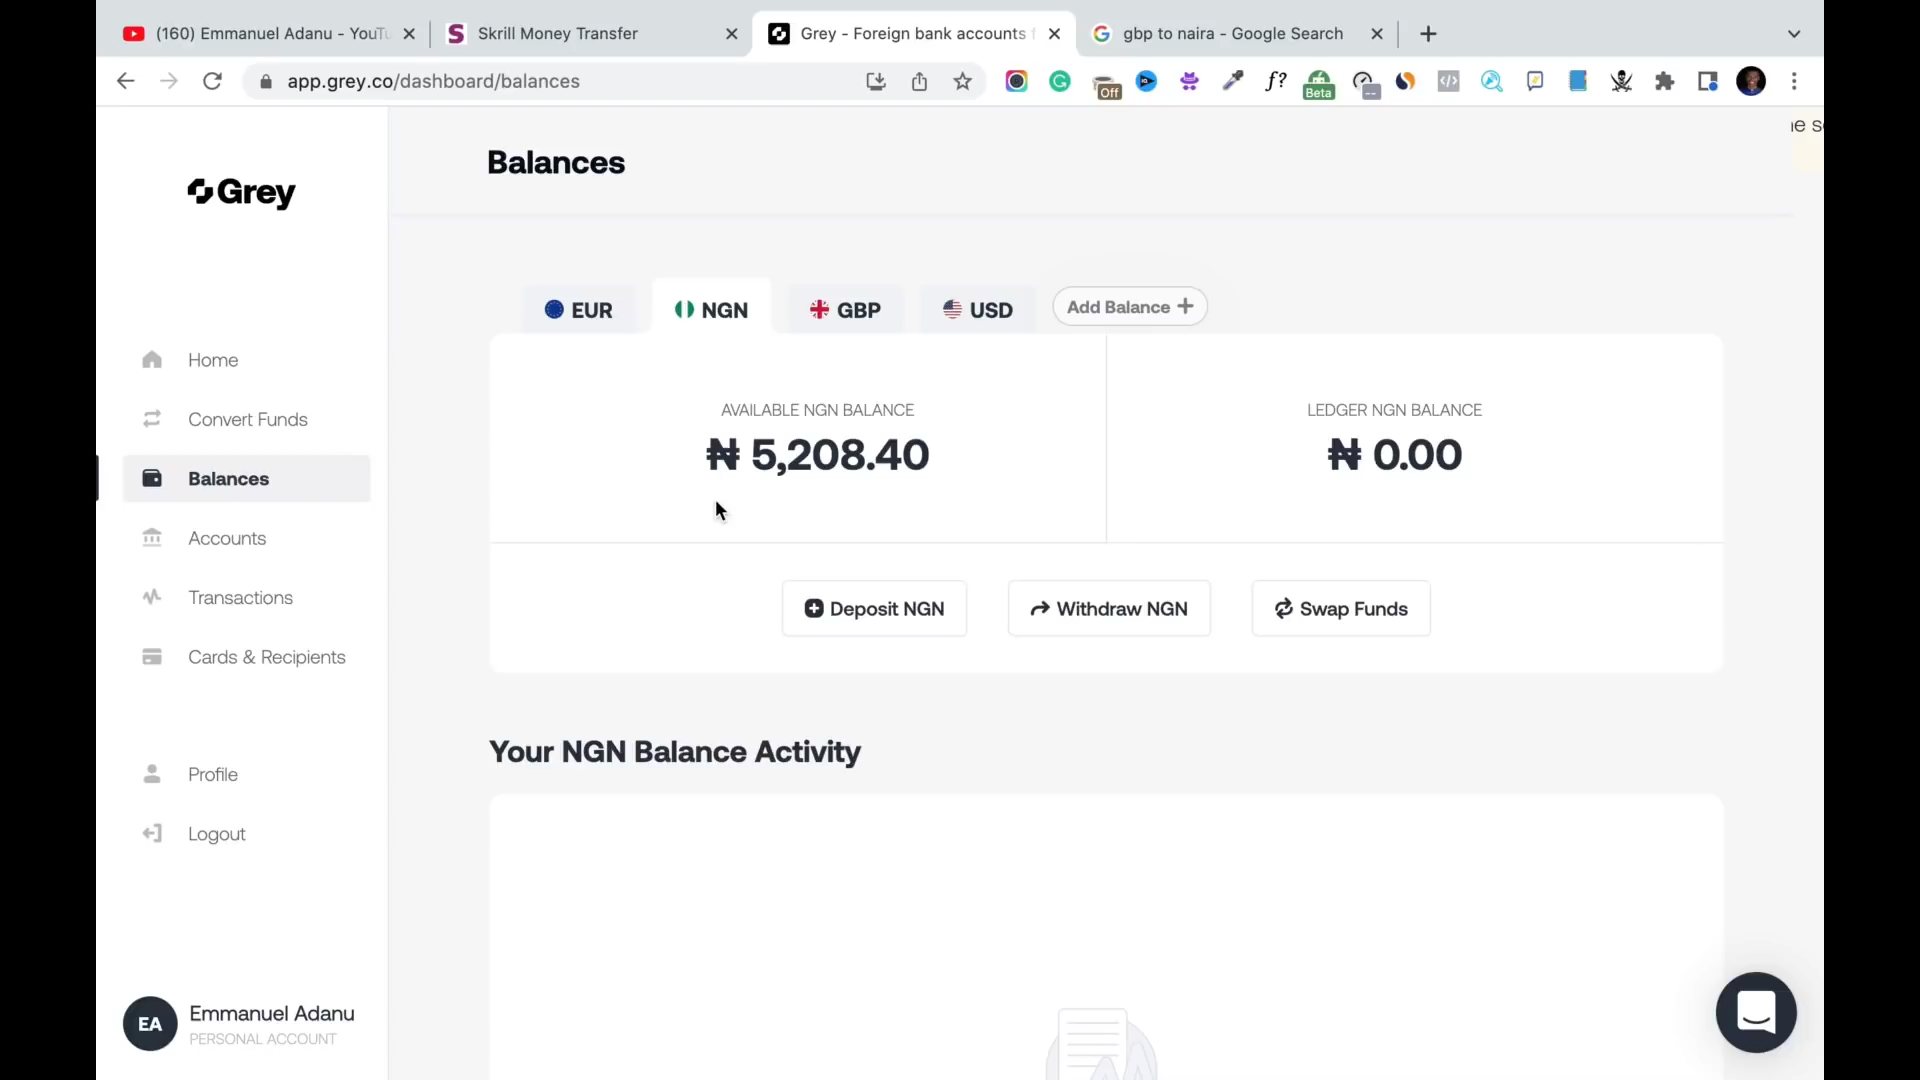 (160) Emmanuel Adanu - YouTu
Skrill Money Transfer
Grey - Foreign bank accounts f
gbp to naira - Google Search
app.grey.co/dashboard/balances
Off
f?
Beta
Grey
Balances
EUR
NGN
GBP
USD
Add Balance +
AVAILABLE NGN BALANCE
₦ 5,208.40
LEDGER NGN BALANCE
₦ 0.00
Deposit NGN
Withdraw NGN
Swap Funds
Your NGN Balance Activity
Home
Convert Funds
Balances
Accounts
Transactions
Cards & Recipients
Profile
Logout
EA
Emmanuel Adanu
PERSONAL ACCOUNT